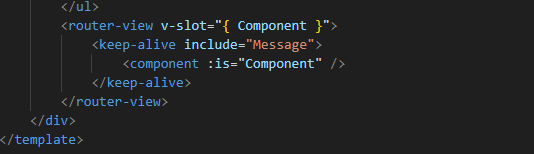 </ul>
<router-view v-slot="{ Component }">
<keep-alive include="Message">
<component :is="Component" />
</keep-alive>
</router-view>
</div>
</template>